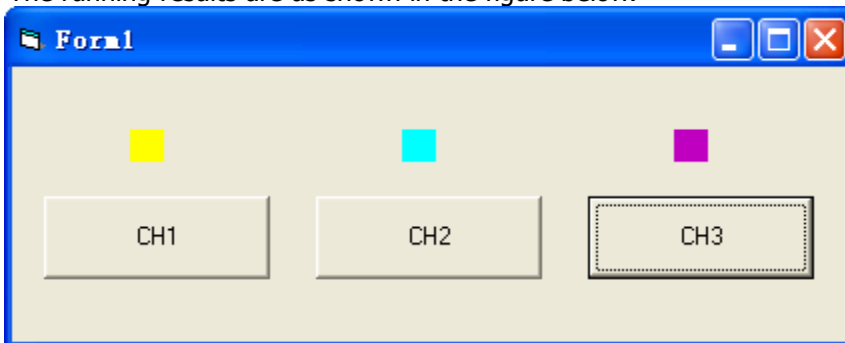 The running results are as shown in the figure below:
Form1
CH1
CH2
CH3